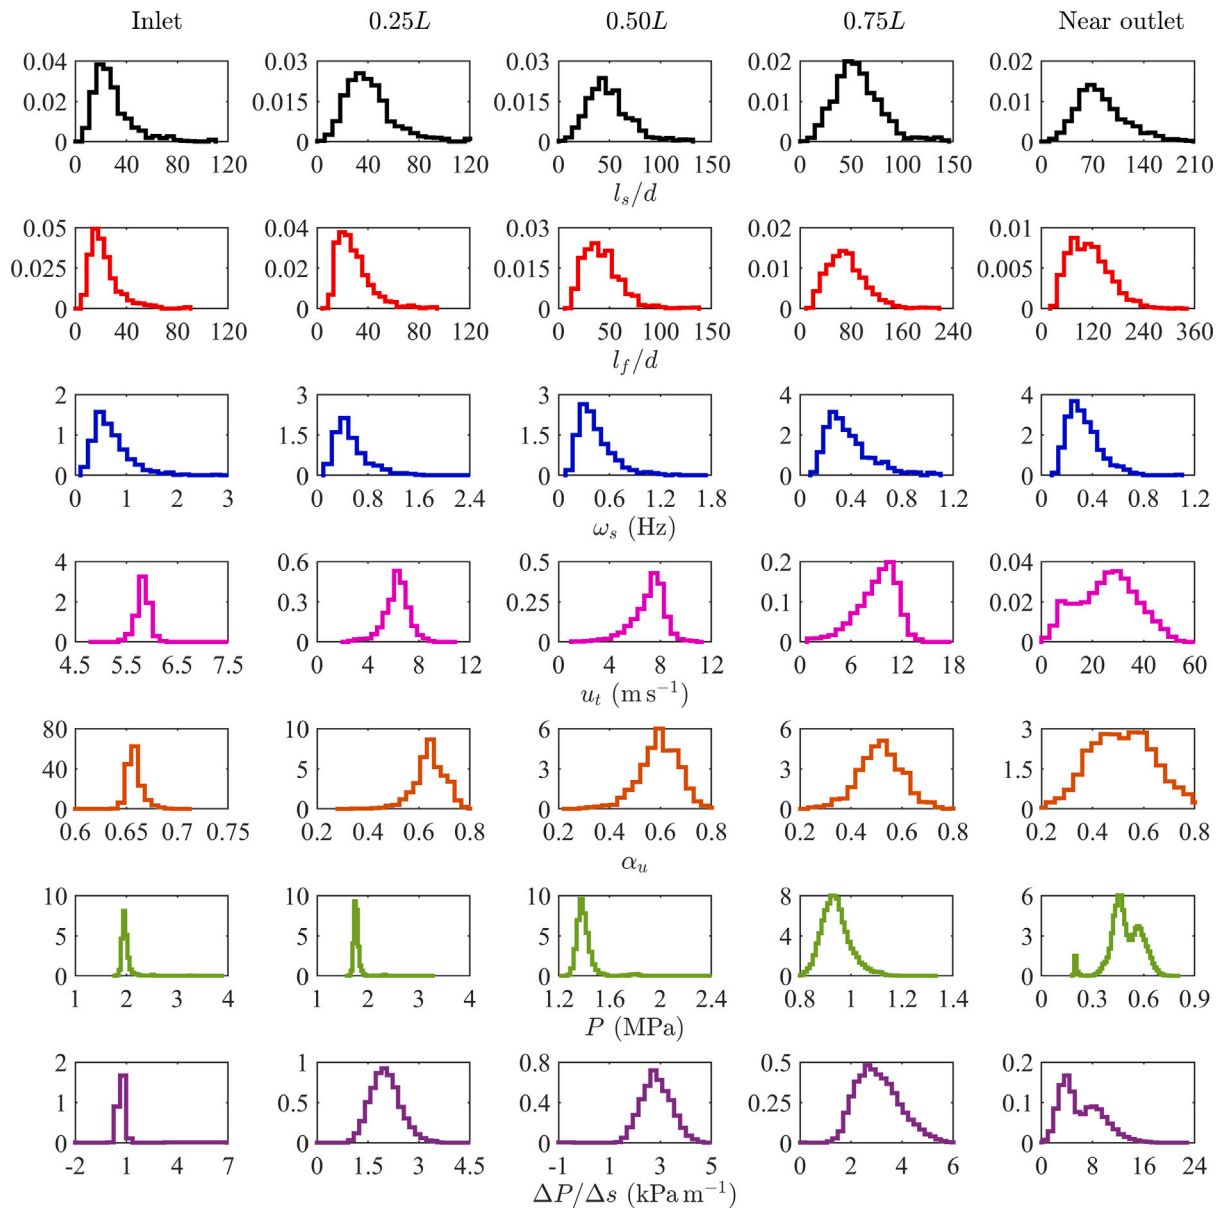 Inlet 0.25L 0.50L 0.75L Near outlet
0.04 0.03 0.03 0.02 0.02
0.02 0.015 0.015 0.01 0.01
0 0 0 0 0
0 40 80 120 0 40 80 120 0 50 100 150 0 50 100 150 0 70 140 210
l_s/d
0.05 0.04 0.03 0.02 0.01
0.025 0.02 0.015 0.01 0.005
0 0 0 0 0
0 40 80 120 0 40 80 120 0 50 100 150 0 80 160 240 0 120 240 360
l_f/d
2 3 3 4 4
1 1.5 1.5 2 2
0 0 0 0 0
0 1 2 3 0 0.8 1.6 2.4 0 0.6 1.2 1.8 0 0.4 0.8 1.2 0 0.4 0.8 1.2
ω_s (Hz)
4 0.6 0.5 0.2 0.04
2 0.3 0.25 0.1 0.02
0 0 0 0 0
4.5 5.5 6.5 7.5 0 4 8 12 0 4 8 12 0 6 12 18 0 20 40 60
u_t (m s⁻¹)
80 10 6 6 3
40 5 3 3 1.5
0 0 0 0 0
0.6 0.65 0.7 0.75 0.2 0.4 0.6 0.8 0.2 0.4 0.6 0.8 0.2 0.4 0.6 0.8 0.2 0.4 0.6 0.8
α_u
10 10 10 8 6
5 5 5 4 3
0 0 0 0 0
1 2 3 4 1 2 3 4 1.2 1.6 2 2.4 0.8 1 1.2 1.4 0 0.3 0.6 0.9
P (MPa)
2 1 0.8 0.5 0.2
1 0.5 0.4 0.25 0.1
0 0 0 0 0
-2 1 4 7 0 1.5 3 4.5 -1 1 3 5 0 2 4 6 0 8 16 24
ΔP/Δs (kPa m⁻¹)